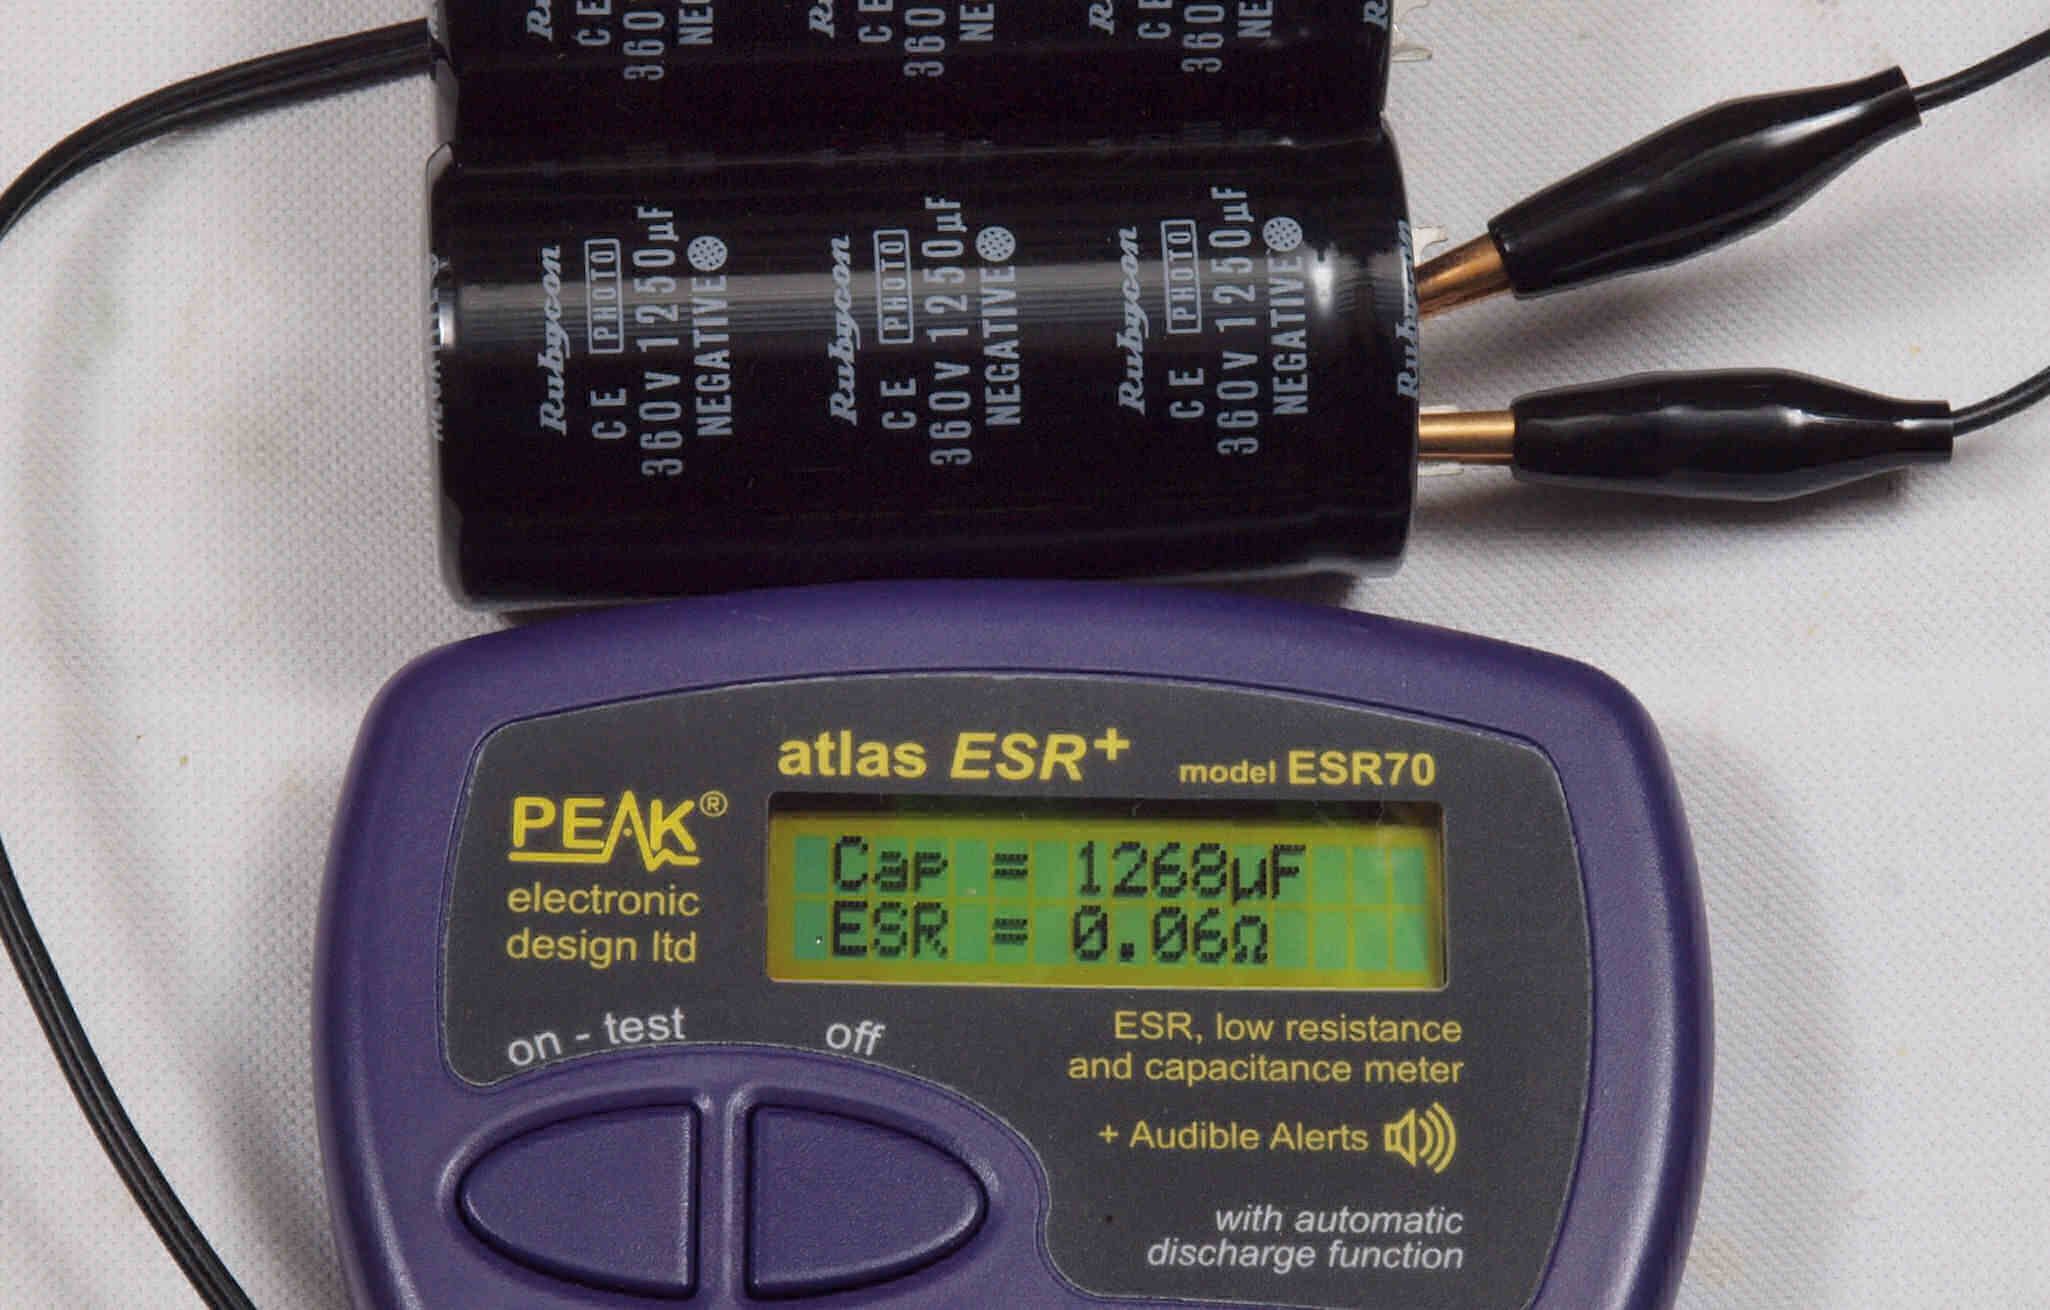 Rubycon
CE PHOTO
360V 1250µF
NEGATIVE
Rubycon
CE PHOTO
360V 1250µF
NEGATIVE
Rubycon
CE PHOTO
360V 1250µF
NEGATIVE
Rubycon
atlas ESR+ model ESR70
PEAK®
electronic
design ltd
Cap = 1268µF
ESR = 0.06Ω
on - test
off
ESR, low resistance
and capacitance meter
+ Audible Alerts
with automatic
discharge function